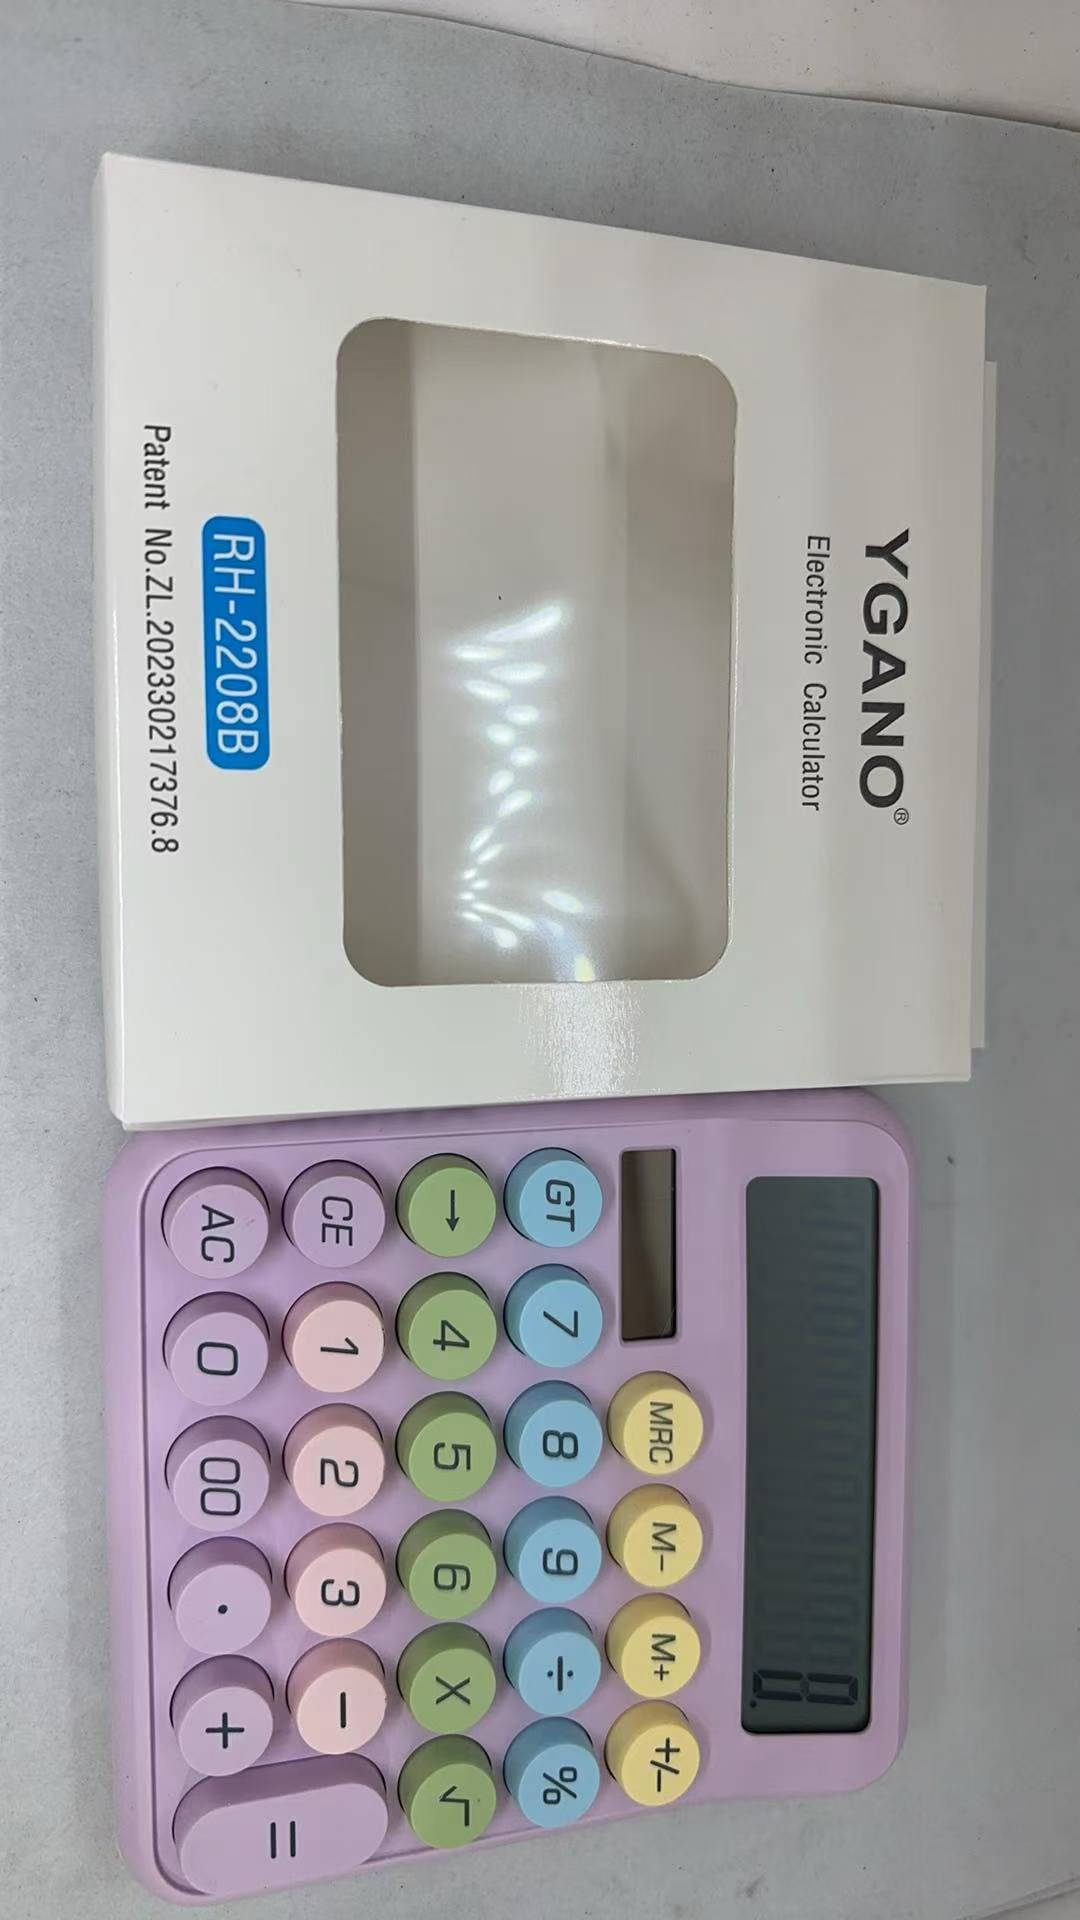 YGANO®
Electronic Calculator
RH-2208B
Patent No.ZL.202330217376.8
0.
MRC M- M+ +/-
GT 7 8 9 ÷ %
→ 4 5 6 X √
CE 1 2 3 −
AC 0 00 . + =